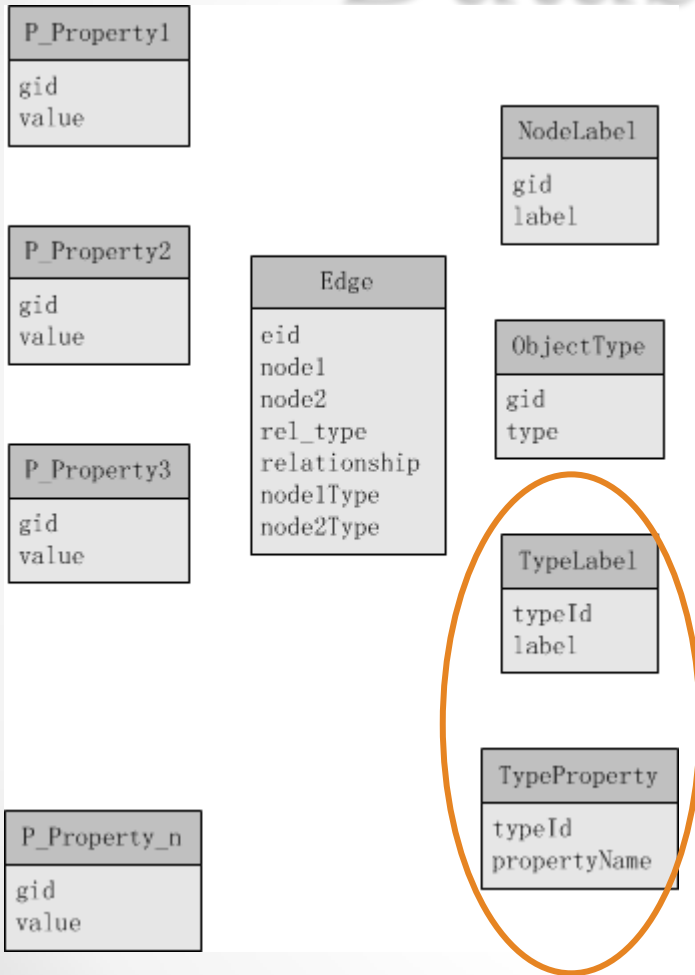 P_Property1
gid
value
P_Property2
gid
value
P_Property3
gid
value
P_Property_n
gid
value
Edge
eid
node1
node2
rel_type
relationship
node1Type
node2Type
NodeLabel
gid
label
ObjectType
gid
type
TypeLabel
typeId
label
TypeProperty
typeId
propertyName